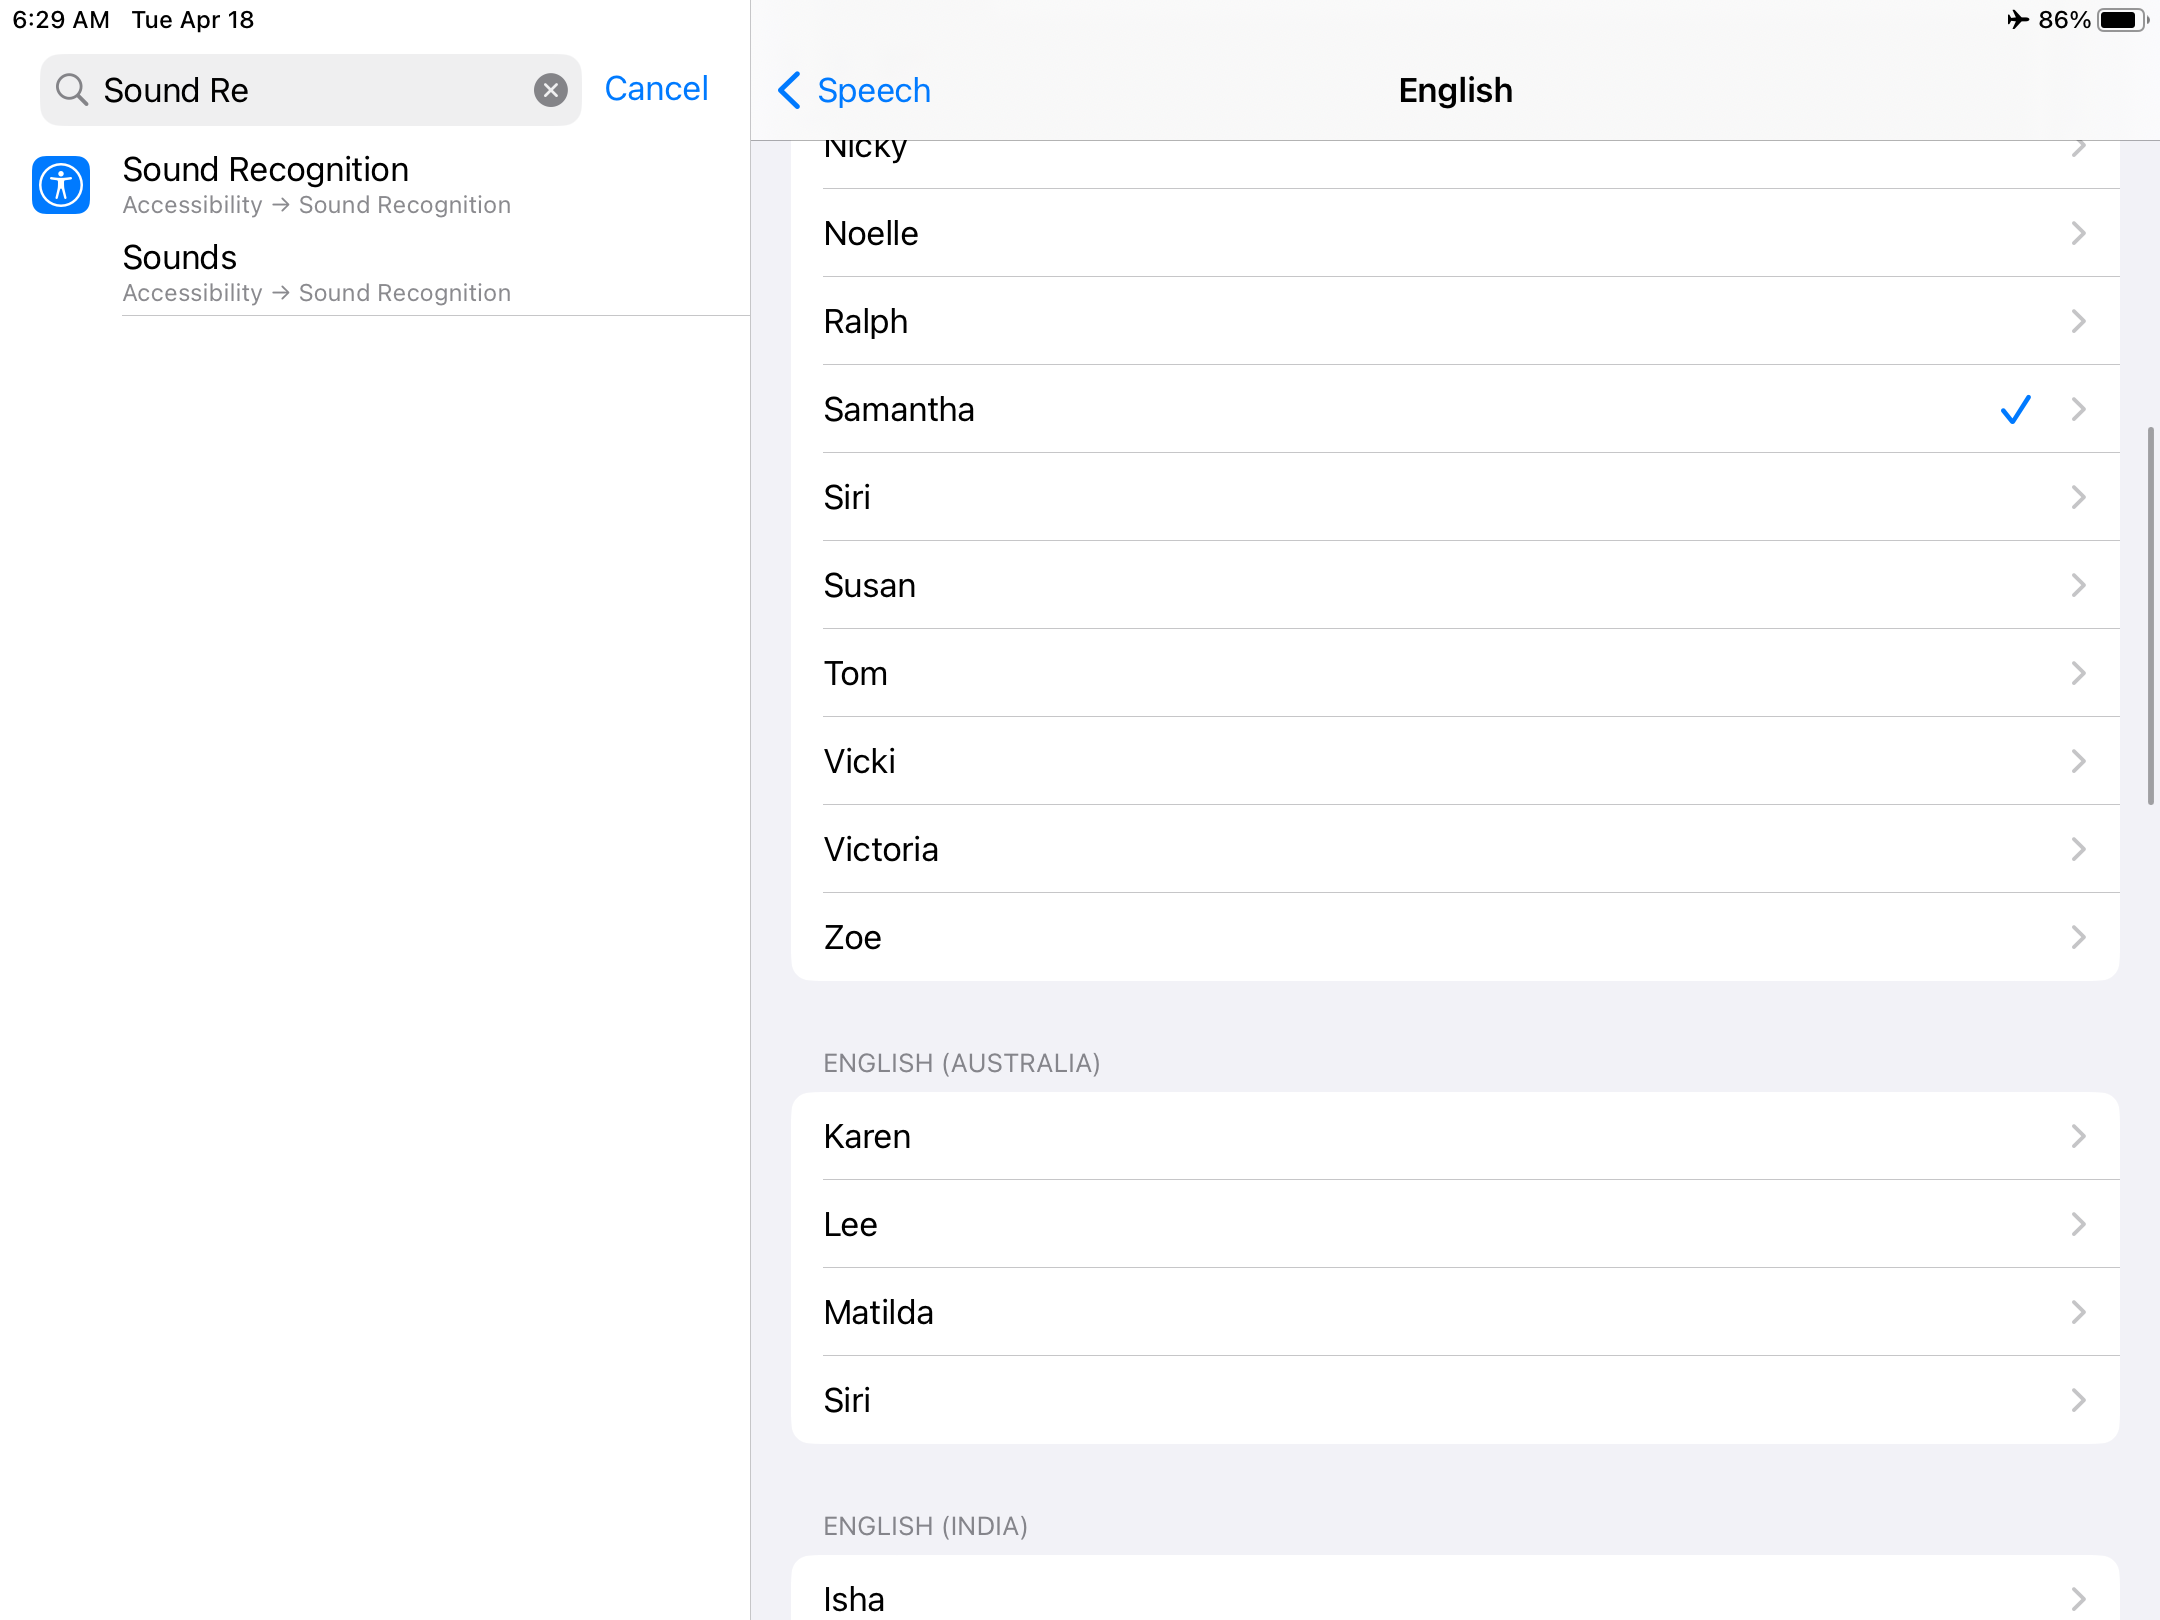 6:29 AM Tue Apr 18
86%
Sound Re
Cancel
Sound Recognition
Accessibility → Sound Recognition
Sounds
Accessibility → Sound Recognition
Speech
English
Nicky
Noelle
Ralph
Samantha
Siri
Susan
Tom
Vicki
Victoria
Zoe
ENGLISH (AUSTRALIA)
Karen
Lee
Matilda
Siri
ENGLISH (INDIA)
Isha